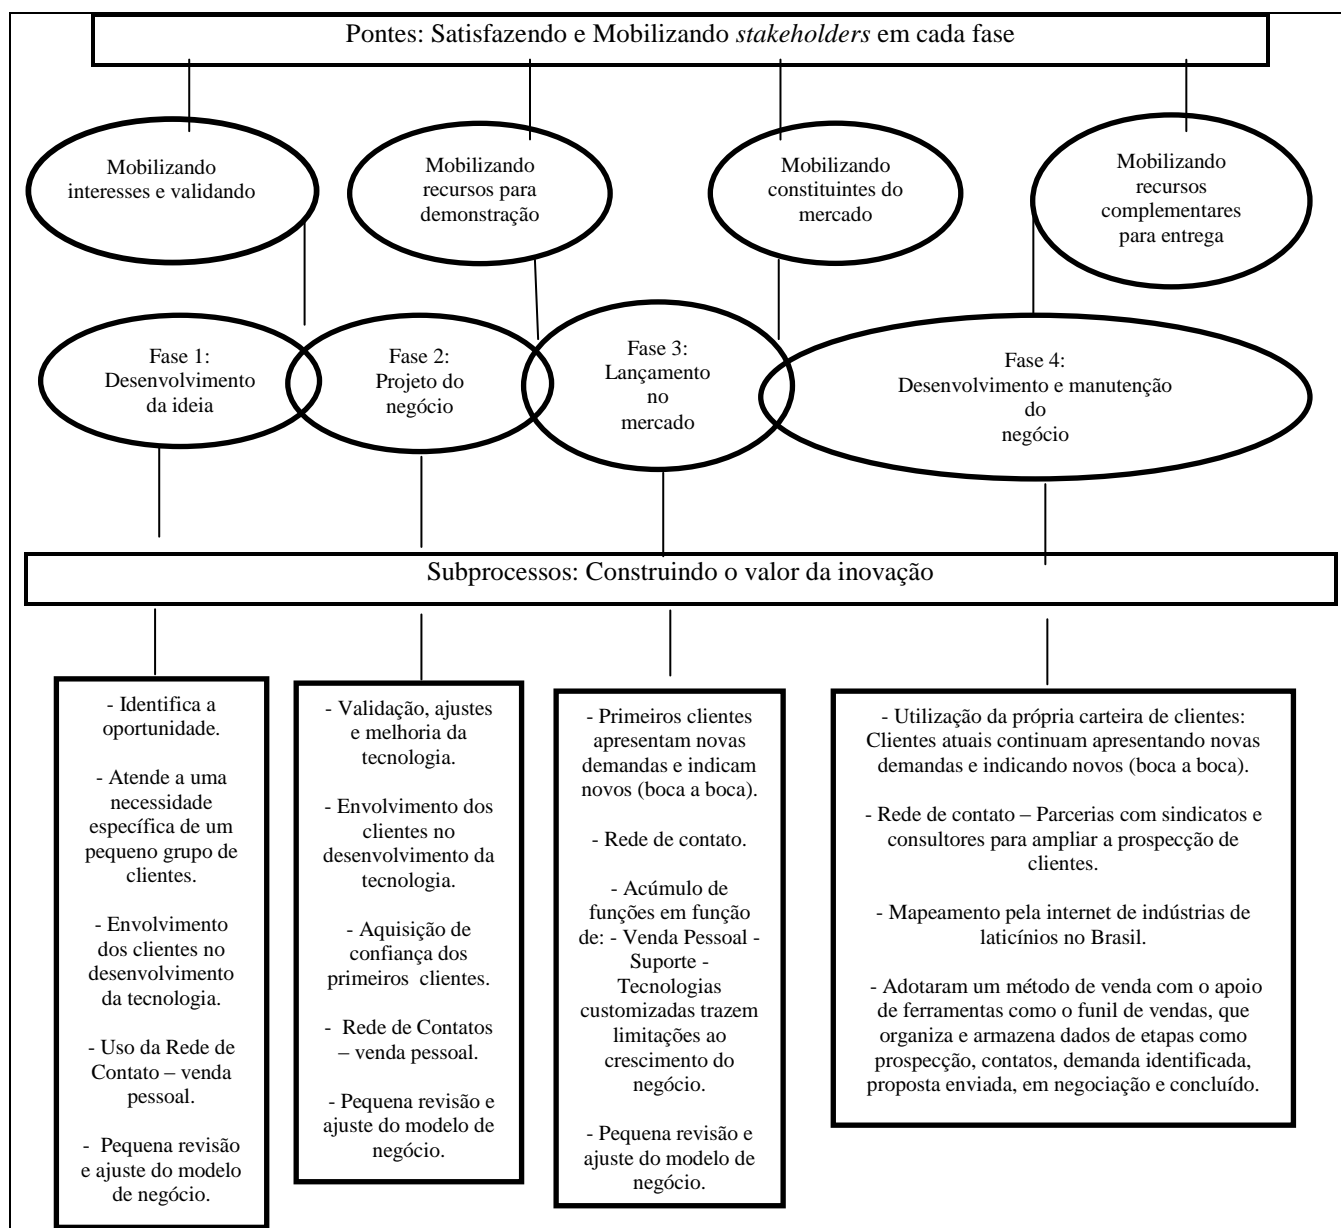 Pontes: Satisfazendo e Mobilizando stakeholders em cada fase
Mobilizando
interesses e validando
Mobilizando
recursos para
demonstração
Mobilizando
constituintes do
mercado
Mobilizando
recursos
complementares
para entrega
Fase 1:
Desenvolvimento
da ideia
Fase 2:
Projeto do
negócio
Fase 3:
Lançamento
no
mercado
Fase 4:
Desenvolvimento e manutenção
do
negócio
Subprocessos: Construindo o valor da inovação
- Identifica a
oportunidade.
- Atende a uma
necessidade
específica de um
pequeno grupo de
clientes.
- Envolvimento
dos clientes no
desenvolvimento
da tecnologia.
- Uso da Rede de
Contato – venda
pessoal.
- Pequena revisão
e ajuste do modelo
de negócio.
- Validação, ajustes
e melhoria da
tecnologia.
- Envolvimento dos
clientes no
desenvolvimento da
tecnologia.
- Aquisição de
confiança dos
primeiros clientes.
- Rede de Contatos
– venda pessoal.
- Pequena revisão e
ajuste do modelo de
negócio.
- Primeiros clientes
apresentam novas
demandas e indicam
novos (boca a boca).
- Rede de contato.
- Acúmulo de
funções em função
de: - Venda Pessoal -
Suporte -
Tecnologias
customizadas trazem
limitações ao
crescimento do
negócio.
- Pequena revisão e
ajuste do modelo de
negócio.
- Utilização da própria carteira de clientes:
Clientes atuais continuam apresentando novas
demandas e indicando novos (boca a boca).
- Rede de contato – Parcerias com sindicatos e
consultores para ampliar a prospecção de
clientes.
- Mapeamento pela internet de indústrias de
laticínios no Brasil.
- Adotaram um método de venda com o apoio
de ferramentas como o funil de vendas, que
organiza e armazena dados de etapas como
prospecção, contatos, demanda identificada,
proposta enviada, em negociação e concluído.